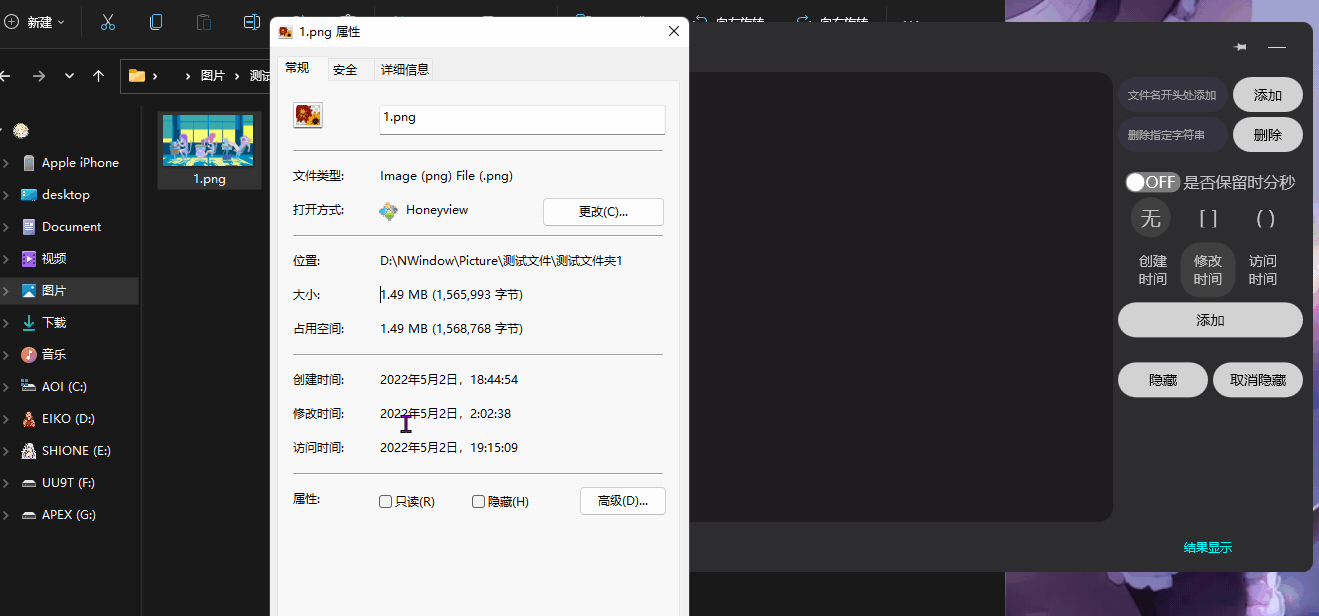 新建
1.png 属性
常规
安全
详细信息
图片
测试
1.png
Apple iPhone
desktop
Document
视频
图片
下载
音乐
AOI (C:)
EIKO (D:)
SHIONE (E:)
UU9T (F:)
APEX (G:)
1.png
文件类型:
Image (png) File (.png)
打开方式:
Honeyview
更改(C)...
位置:
D:\NWindow\Picture\测试文件\测试文件夹1
大小:
1.49 MB (1,565,993 字节)
占用空间:
1.49 MB (1,568,768 字节)
创建时间:
2022年5月2日，18:44:54
修改时间:
2022年5月2日，2:02:38
访问时间:
2022年5月2日，19:15:09
属性:
只读(R)
隐藏(H)
高级(D)...
向左旋转
向右旋转
文件名开头处添加
添加
删除指定字符串
删除
OFF 是否保留时分秒
无
[ ]
( )
创建
时间
修改
时间
访问
时间
添加
隐藏
取消隐藏
结果显示